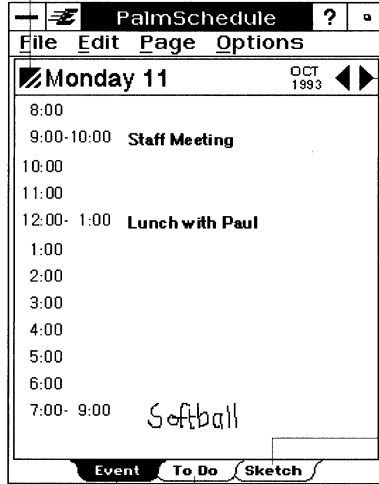 PalmSchedule ?
File Edit Page Options
Monday 11 OCT 1993
8:00
9:00-10:00 Staff Meeting
10:00
11:00
12:00- 1:00 Lunch with Paul
1:00
2:00
3:00
4:00
5:00
6:00
7:00- 9:00 Softball
Event To Do Sketch